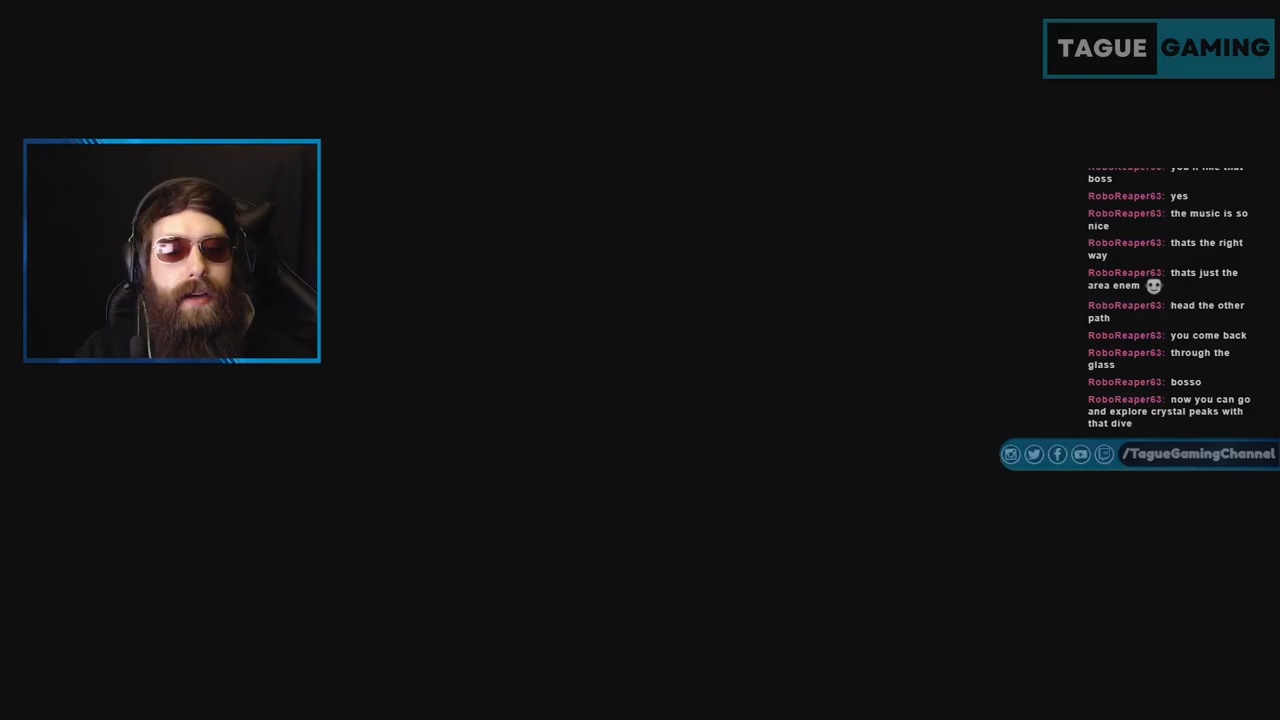 TAGUE GAMING
boss
RoboReaper63: yes
RoboReaper63: the music is so
nice
RoboReaper63: thats the right
way
RoboReaper63: thats just the
area enem
RoboReaper63: head the other
path
RoboReaper63: you come back
RoboReaper63: through the
glass
RoboReaper63: bosso
RoboReaper63: now you can go
and explore crystal peaks with
that dive
/TagueGamingChannel